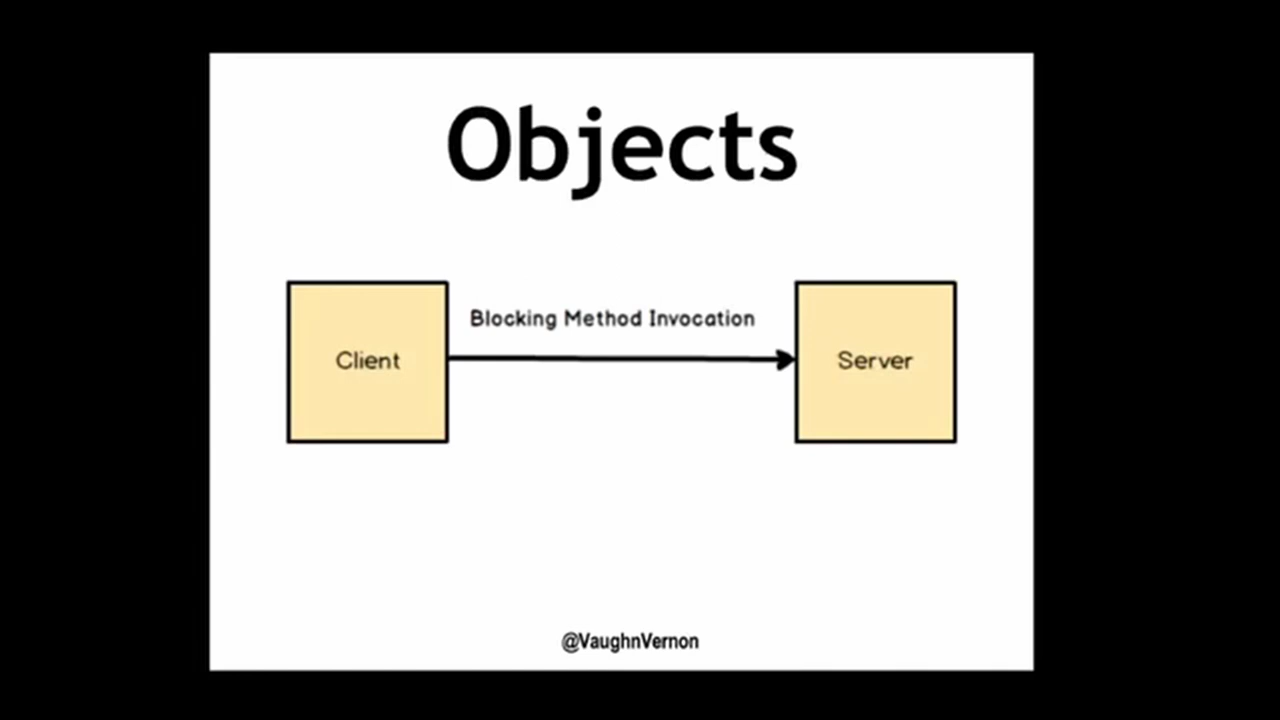 Objects
Blocking Method Invocation
Client
Server
@VaughnVernon